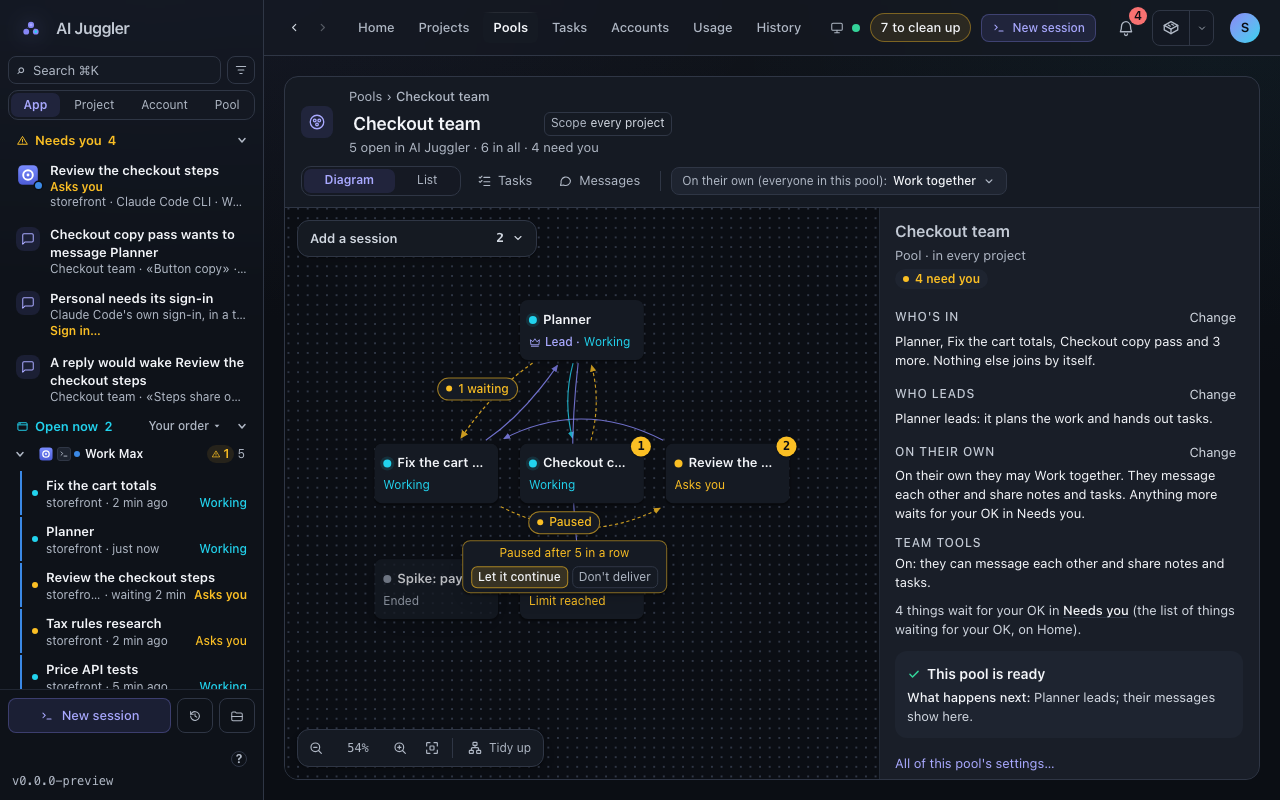 AI Juggler
Search ⌘K
App Project Account Pool
Needs you 4
Review the checkout steps
Asks you
storefront · Claude Code CLI · W...
Checkout copy pass wants to
message Planner
Checkout team · «Button copy» ·...
Personal needs its sign-in
Claude Code's own sign-in, in a t...
Sign in...
A reply would wake Review the
checkout steps
Checkout team · «Steps share o...
Open now 2 Your order
Work Max 1 5
Fix the cart totals
storefront · 2 min ago Working
Planner
storefront · just now Working
Review the checkout steps
storefro... · waiting 2 min Asks you
Tax rules research
storefront · 2 min ago Asks you
Price API tests
storefront · 5 min ago Working
New session
?
v0.0.0-preview
Home Projects Pools Tasks Accounts Usage History
7 to clean up
New session
4
S
Pools › Checkout team
Checkout team
Scope every project
5 open in AI Juggler · 6 in all · 4 need you
Diagram List Tasks Messages
On their own (everyone in this pool): Work together
Add a session 2
Planner
Lead · Working
1 waiting
1
2
Fix the cart ...
Working
Checkout c...
Working
Review the ...
Asks you
Paused
Paused after 5 in a row
Let it continue Don't deliver
Spike: pay
Ended
Limit reached
54%
Tidy up
Checkout team
Pool · in every project
4 need you
WHO'S IN Change
Planner, Fix the cart totals, Checkout copy pass and 3
more. Nothing else joins by itself.
WHO LEADS Change
Planner leads: it plans the work and hands out tasks.
ON THEIR OWN Change
On their own they may Work together. They message
each other and share notes and tasks. Anything more
waits for your OK in Needs you.
TEAM TOOLS
On: they can message each other and share notes and
tasks.
4 things wait for your OK in Needs you (the list of things
waiting for your OK, on Home).
This pool is ready
What happens next: Planner leads; their messages
show here.
All of this pool's settings...